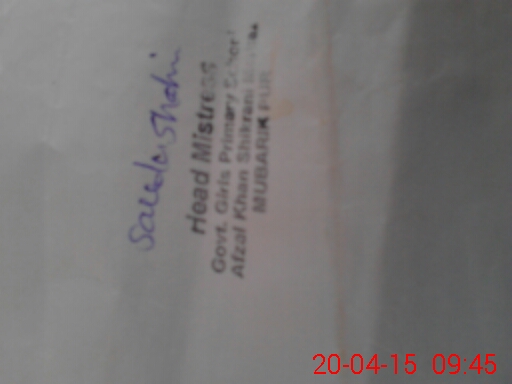 Head Mistress
Govt. Girls Primary School
Afzal Khan Shikrani
MUBARIK PUR
20-04-15 09:45